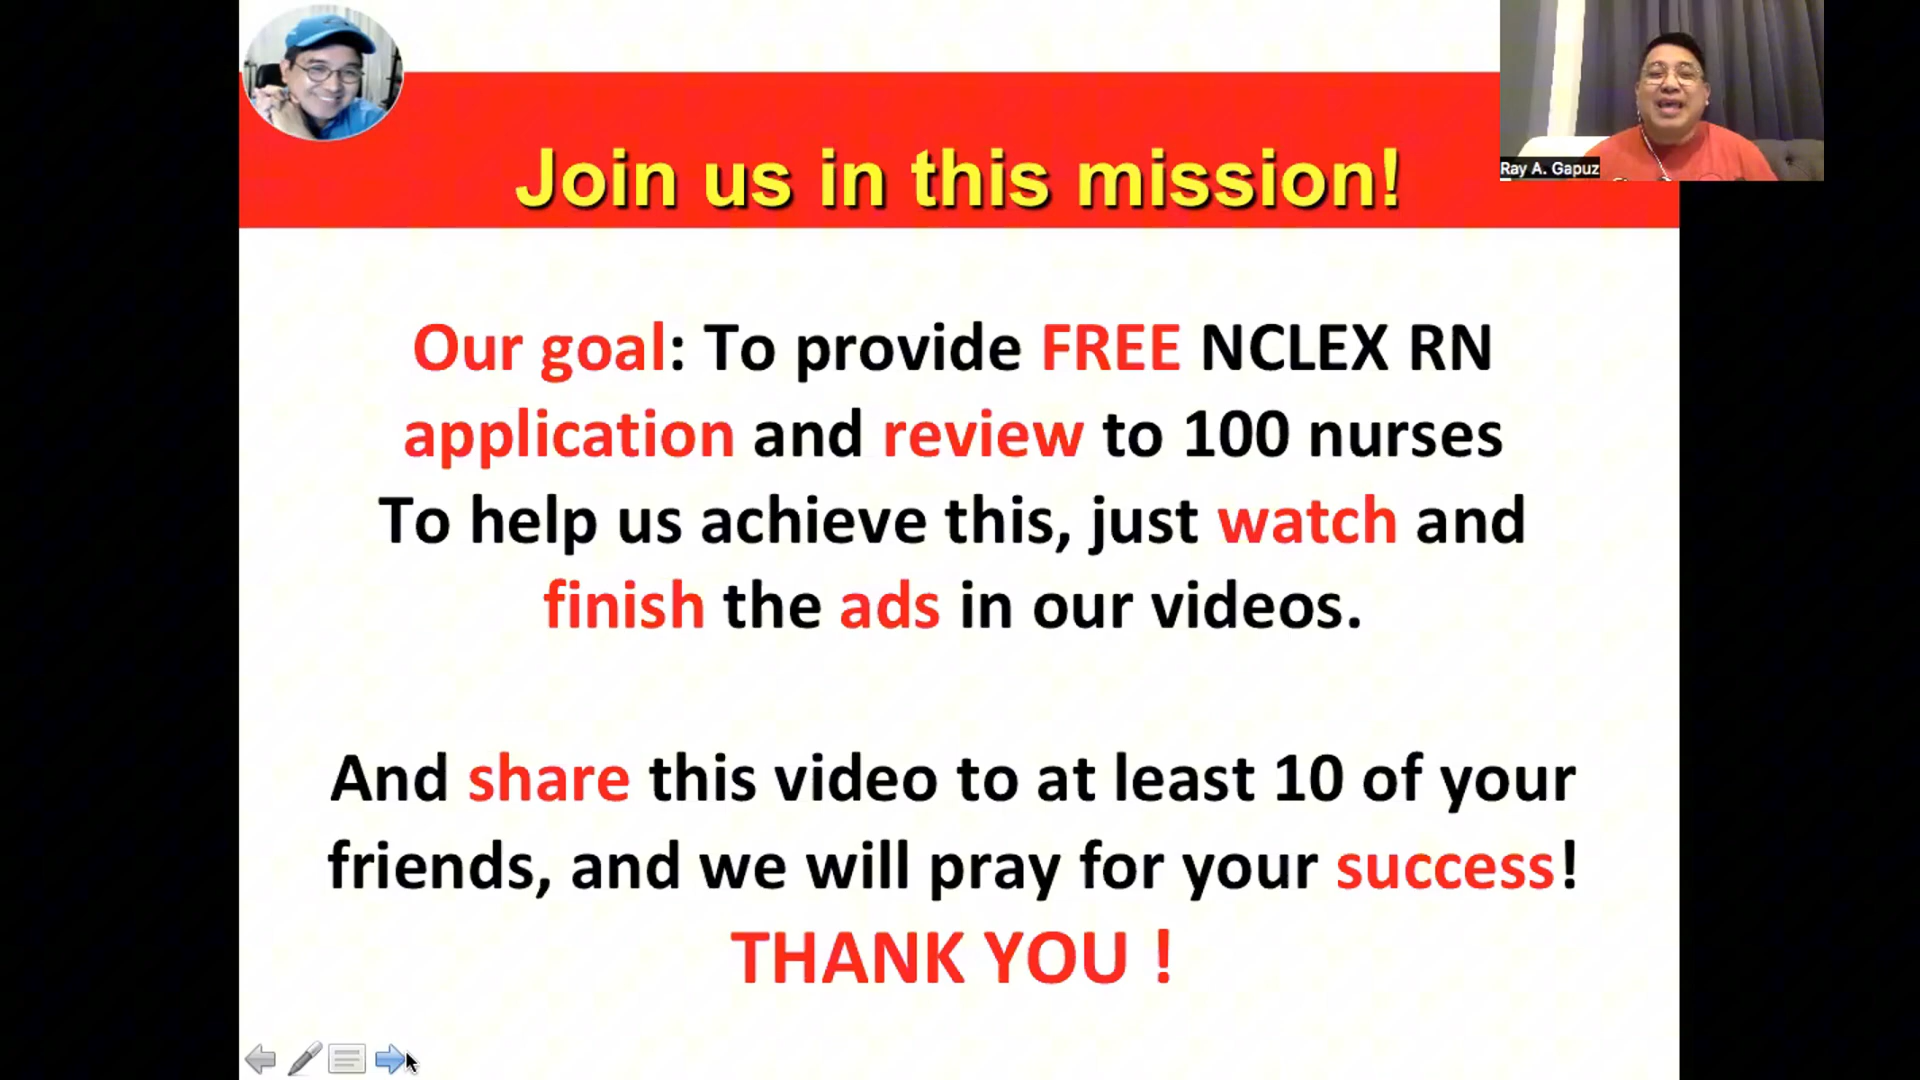 Join us in this mission!
Ray A. Gapuz
Our goal: To provide FREE NCLEX RN
application and review to 100 nurses
To help us achieve this, just watch and
finish the ads in our videos.
And share this video to at least 10 of your
friends, and we will pray for your success!
THANK YOU !